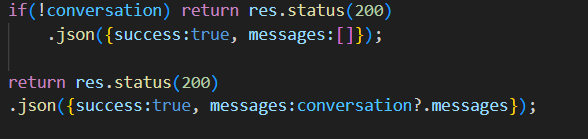 if(!conversation) return res.status(200)
.json({success:true, messages:[]});
return res.status(200)
.json({success:true, messages:conversation?.messages});